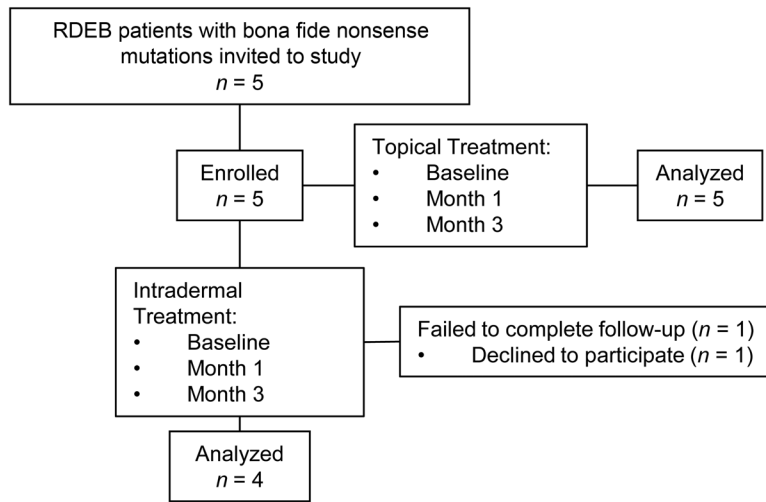 RDEB patients with bona fide nonsense
mutations invited to study
n = 5
Enrolled
n = 5
Topical Treatment:
• Baseline
• Month 1
• Month 3
Analyzed
n = 5
Intradermal
Treatment:
• Baseline
• Month 1
• Month 3
Failed to complete follow-up (n = 1)
• Declined to participate (n = 1)
Analyzed
n = 4